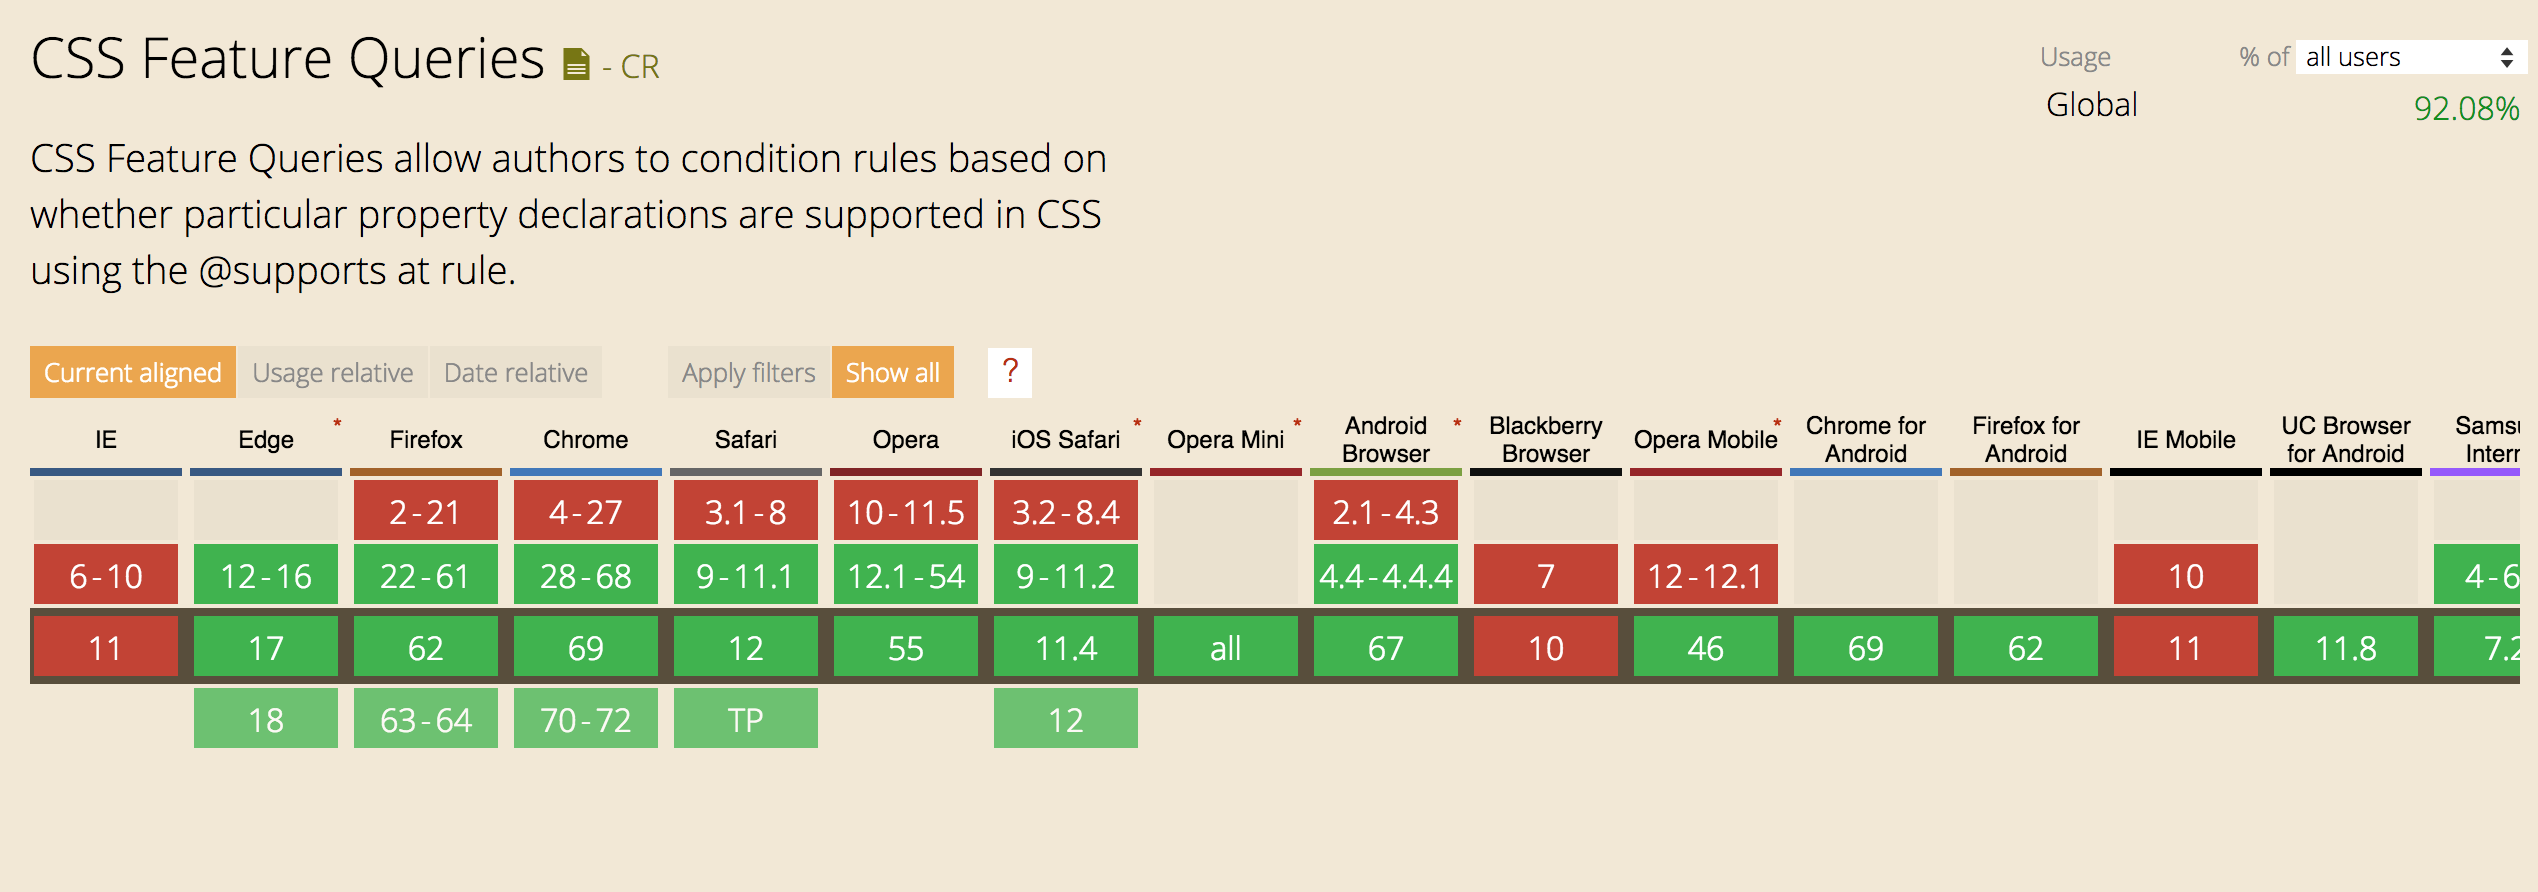 CSS Feature Queries - CR
Usage % of all users
Global 92.08%
CSS Feature Queries allow authors to condition rules based on
whether particular property declarations are supported in CSS
using the @supports at rule.
Current aligned Usage relative Date relative Apply filters Show all ?
IE Edge * Firefox Chrome Safari Opera iOS Safari * Opera Mini * Android Browser * Blackberry Browser Opera Mobile * Chrome for Android Firefox for Android IE Mobile UC Browser for Android
2-21 4-27 3.1-8 10-11.5 3.2-8.4 2.1-4.3
6-10 12-16 22-61 28-68 9-11.1 12.1-54 9-11.2 4.4-4.4.4 7 12-12.1 10 4-6
11 17 62 69 12 55 11.4 all 67 10 46 69 62 11 11.8 7.2
18 63-64 70-72 TP 12